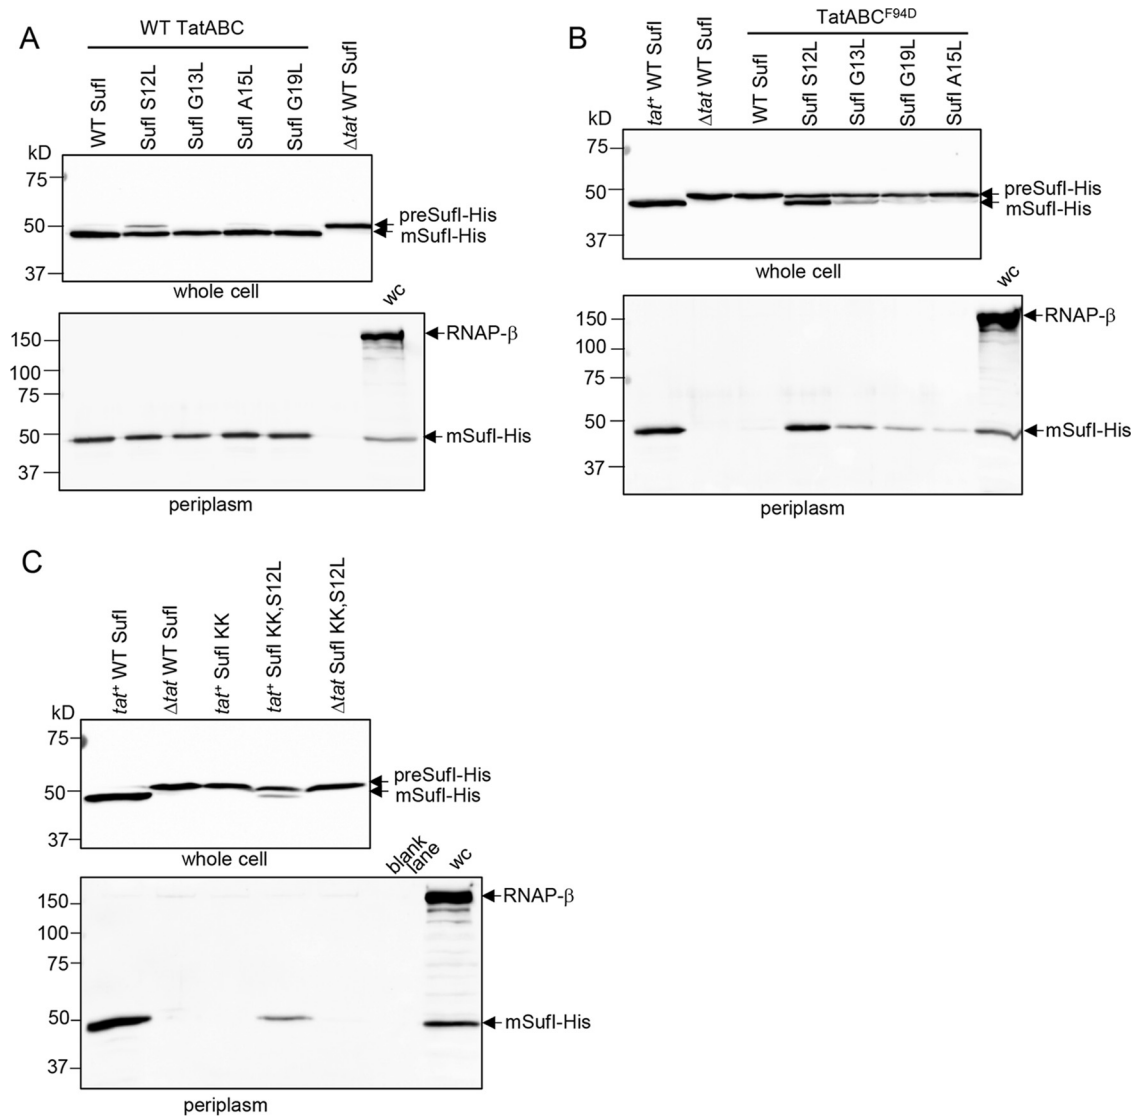 A
WT TatABC
WT SufI
SufI S12L
SufI G13L
SufI A15L
SufI G19L
Δtat WT SufI
kD
75
50
37
preSufI-His
mSufI-His
whole cell
wc
150
100
75
50
37
RNAP-β
mSufI-His
periplasm
B
TatABCF94D
tat+ WT SufI
Δtat WT SufI
WT SufI
SufI S12L
SufI G13L
SufI G19L
SufI A15L
kD
75
50
37
preSufI-His
mSufI-His
whole cell
wc
150
100
75
50
37
RNAP-β
mSufI-His
periplasm
C
tat+ WT SufI
Δtat WT SufI
tat+ SufI KK
tat+ SufI KK,S12L
Δtat SufI KK,S12L
kD
75
50
37
preSufI-His
mSufI-His
whole cell
blank
lane
wc
150
100
75
50
37
RNAP-β
mSufI-His
periplasm